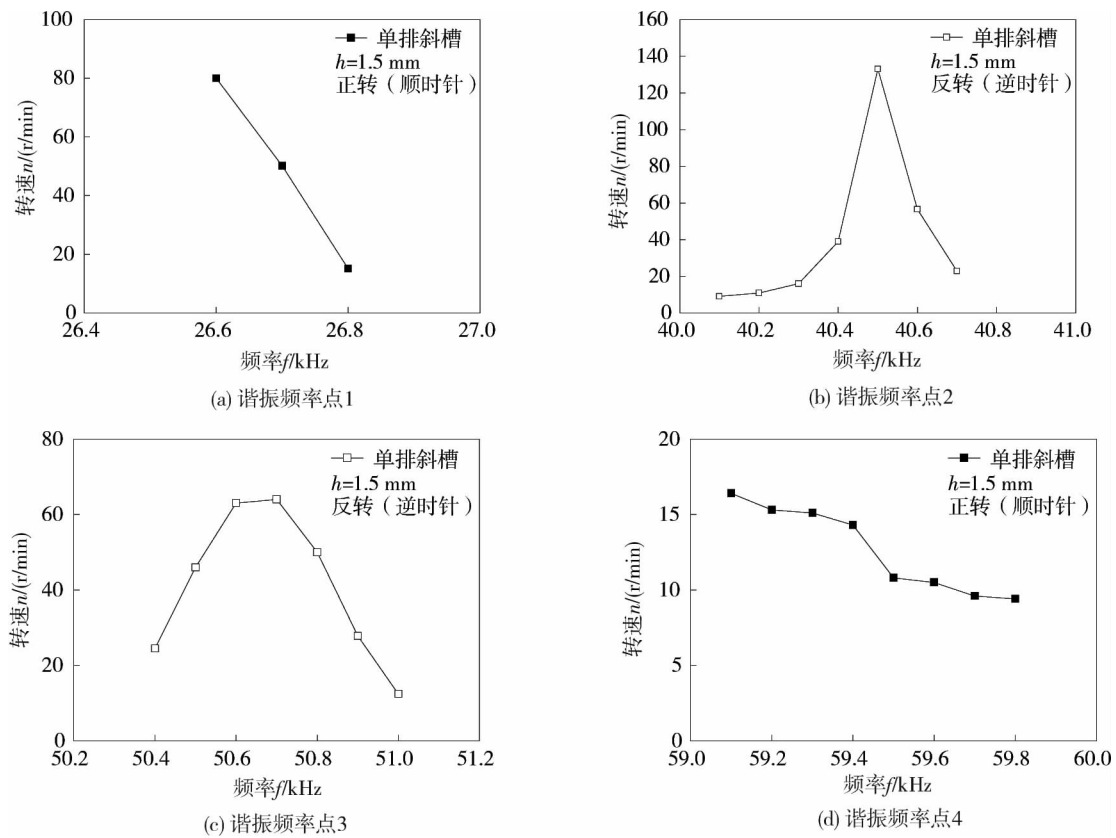 100
80
60
40
20
0
26.4
26.6
26.8
27.0
转速n/(r/min)
频率f/kHz
单排斜槽
h=1.5 mm
正转（顺时针）
(a) 谐振频率点1
160
140
120
100
80
60
40
20
0
40.0
40.2
40.4
40.6
40.8
41.0
转速n/(r/min)
频率f/kHz
单排斜槽
h=1.5 mm
反转（逆时针）
(b) 谐振频率点2
80
60
40
20
0
50.2
50.4
50.6
50.8
51.0
51.2
转速n/(r/min)
频率f/kHz
单排斜槽
h=1.5 mm
反转（逆时针）
(c) 谐振频率点3
20
15
10
5
0
59.0
59.2
59.4
59.6
59.8
60.0
转速n/(r/min)
频率f/kHz
单排斜槽
h=1.5 mm
正转（顺时针）
(d) 谐振频率点4